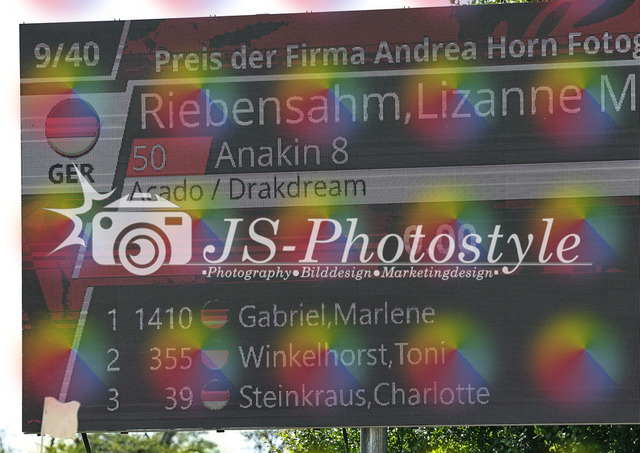 9/40
Preis der Firma Andrea Horn Fotog
Riebensahm,Lizanne M
GER
50 Anakin 8
Acado / Drakdream
JS-Photostyle
•Photography•Bilddesign•Marketingdesign•
1 1410 Gabriel,Marlene
2 355 Winkelhorst,Toni
3 39 Steinkraus,Charlotte